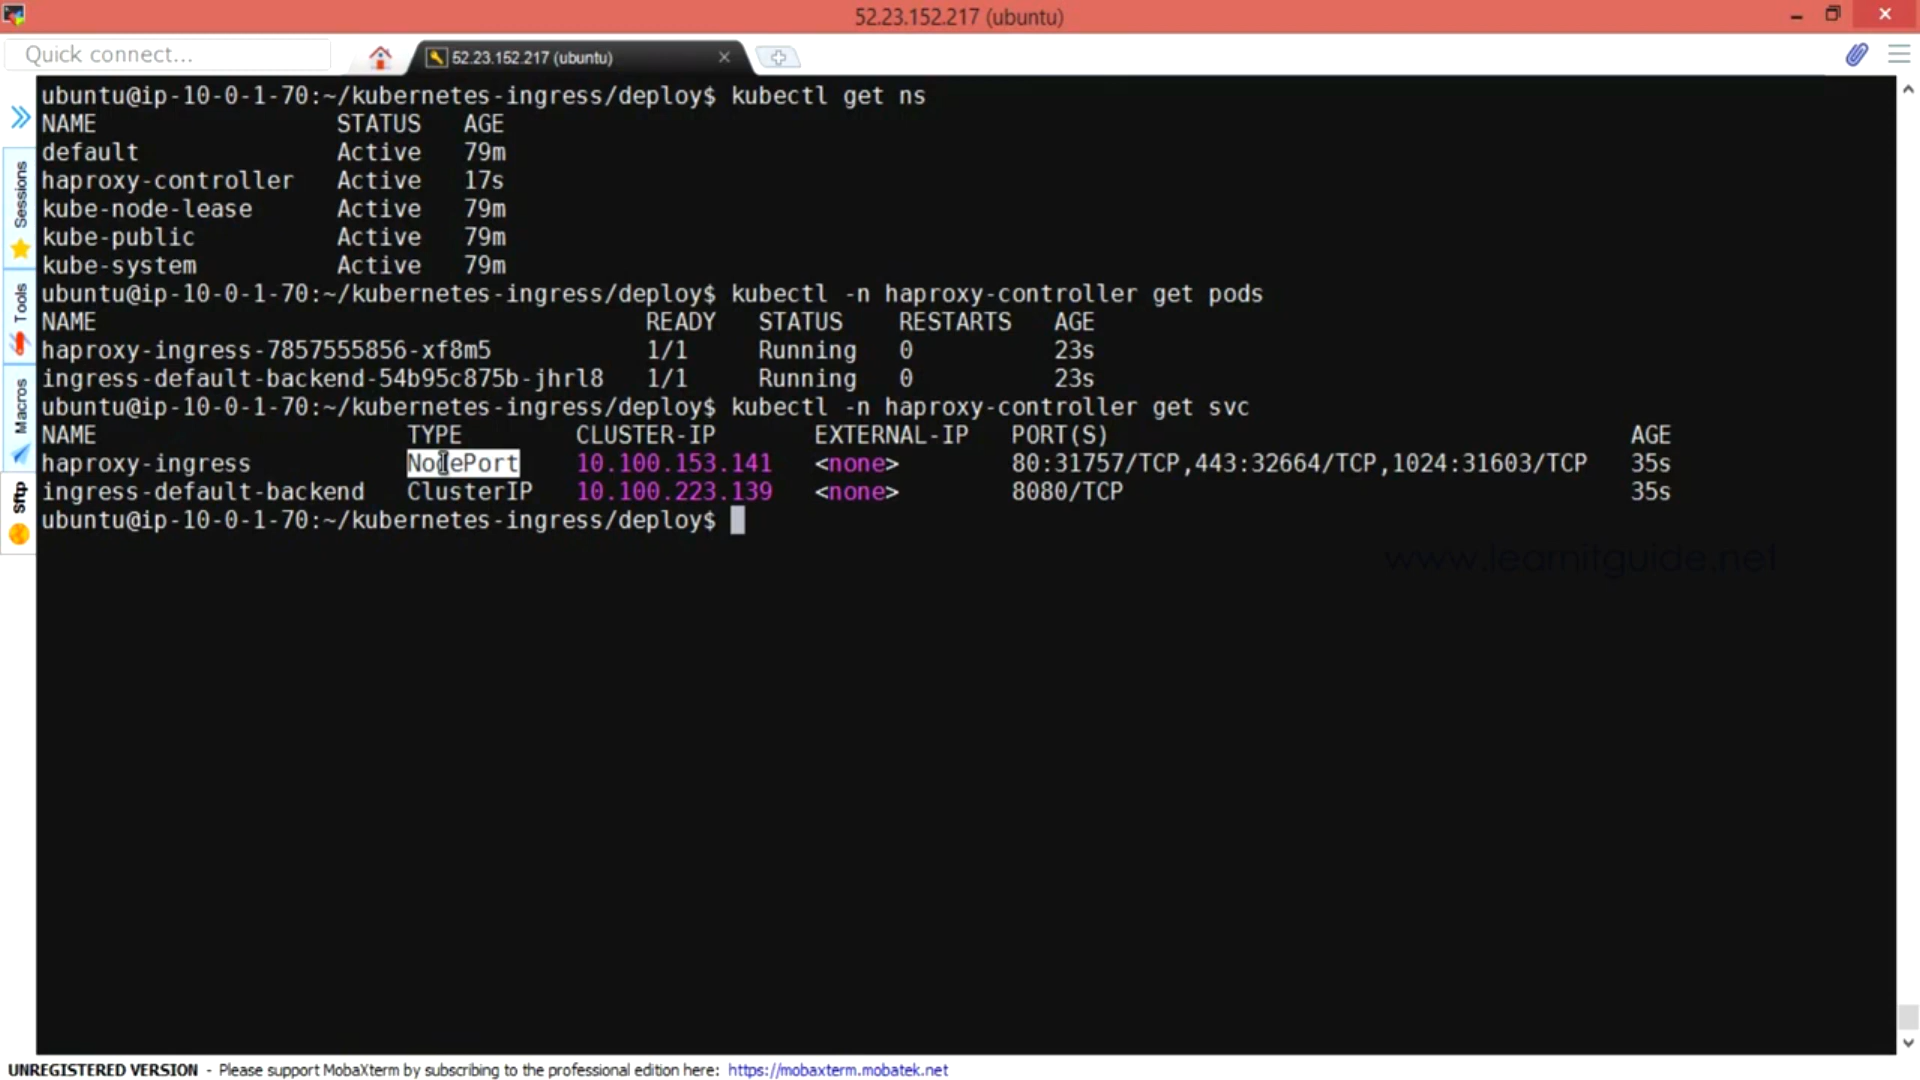 52.23.152.217 (ubuntu)
Quick connect...
52.23.152.217 (ubuntu)
Sessions
Tools
Macros
Sftp
ubuntu@ip-10-0-1-70:~/kubernetes-ingress/deploy$ kubectl get ns
NAME STATUS AGE
default Active 79m
haproxy-controller Active 17s
kube-node-lease Active 79m
kube-public Active 79m
kube-system Active 79m
ubuntu@ip-10-0-1-70:~/kubernetes-ingress/deploy$ kubectl -n haproxy-controller get pods
NAME READY STATUS RESTARTS AGE
haproxy-ingress-7857555856-xf8m5 1/1 Running 0 23s
ingress-default-backend-54b95c875b-jhrl8 1/1 Running 0 23s
ubuntu@ip-10-0-1-70:~/kubernetes-ingress/deploy$ kubectl -n haproxy-controller get svc
NAME TYPE CLUSTER-IP EXTERNAL-IP PORT(S) AGE
haproxy-ingress NodePort 10.100.153.141 <none> 80:31757/TCP,443:32664/TCP,1024:31603/TCP 35s
ingress-default-backend ClusterIP 10.100.223.139 <none> 8080/TCP 35s
ubuntu@ip-10-0-1-70:~/kubernetes-ingress/deploy$
www.learnitguide.net
UNREGISTERED VERSION - Please support MobaXterm by subscribing to the professional edition here: https://mobaxterm.mobatek.net